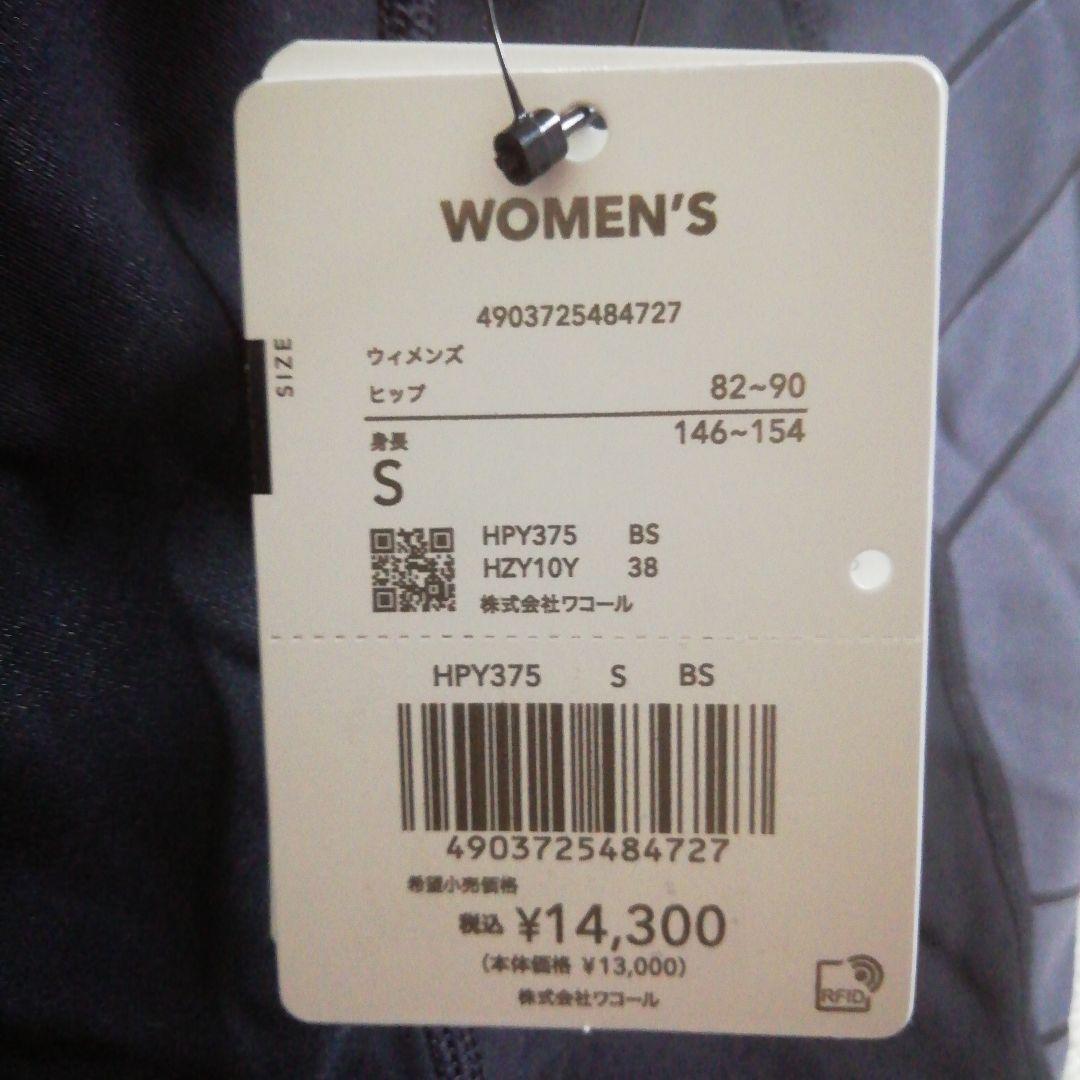 WOMEN'S
4903725484727
SIZE
ウィメンズ
ヒップ 82~90
身長 146~154
S
HPY375 BS
HZY10Y 38
株式会社ワコール
HPY375 S BS
4903725484727
希望小売価格
税込 ¥14,300
(本体価格 ¥13,000)
株式会社ワコール
RFID